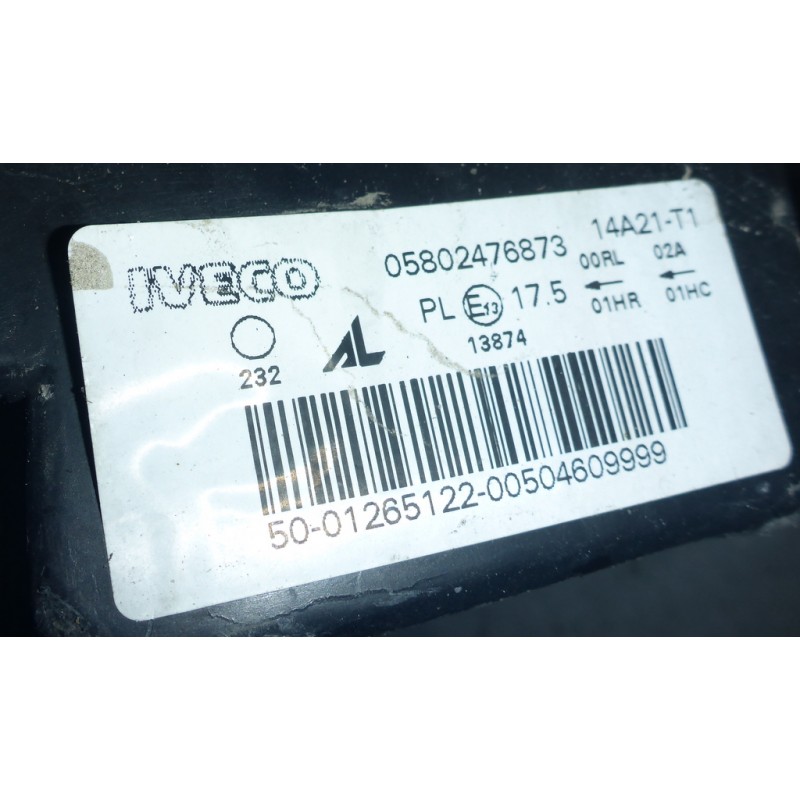 IVECO 05802476873 14A21-T1
PL E13 17.5 ← 00RL 02A ←
01HR 01HC
232 AL 13874
50-01265122-00504609999